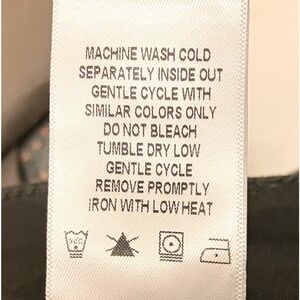 MACHINE WASH COLD
SEPARATELY INSIDE OUT
GENTLE CYCLE WITH
SIMILAR COLORS ONLY
DO NOT BLEACH
TUMBLE DRY LOW
GENTLE CYCLE
REMOVE PROMPTLY
IRON WITH LOW HEAT